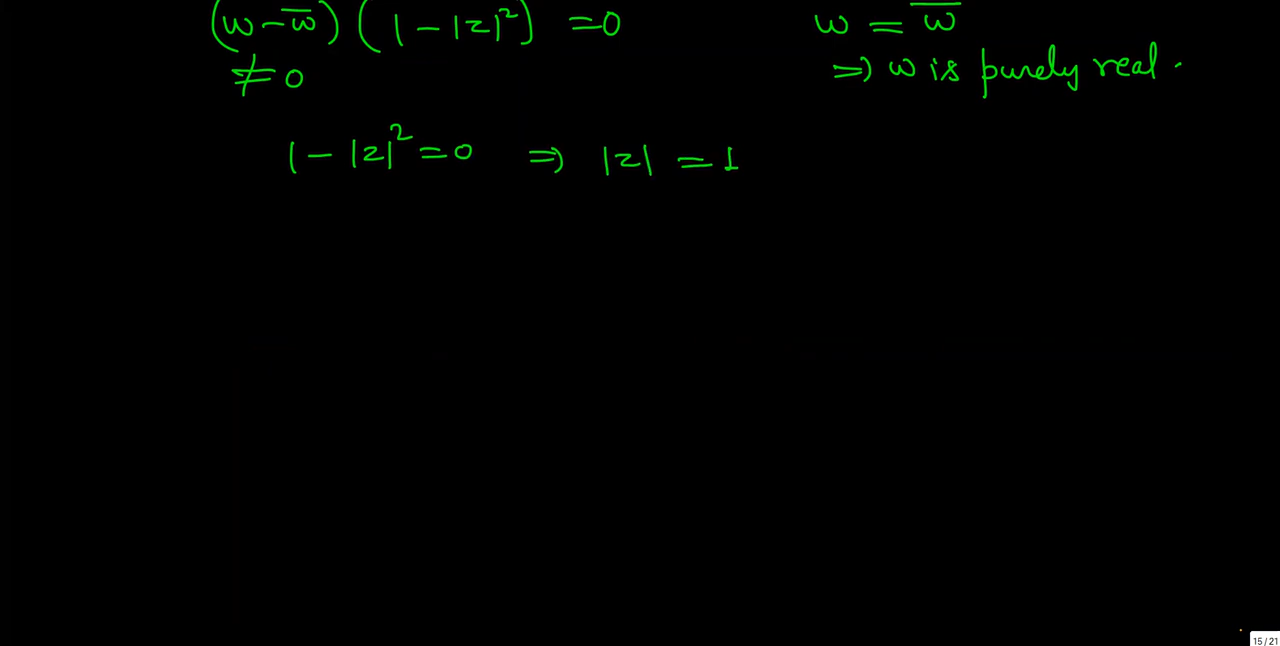 (w − w̅) (1 − |z|²) = 0
≠ 0
w = w̅
⇒ w is purely real.
1 − |z|² = 0 ⇒ |z| = 1
15 / 21